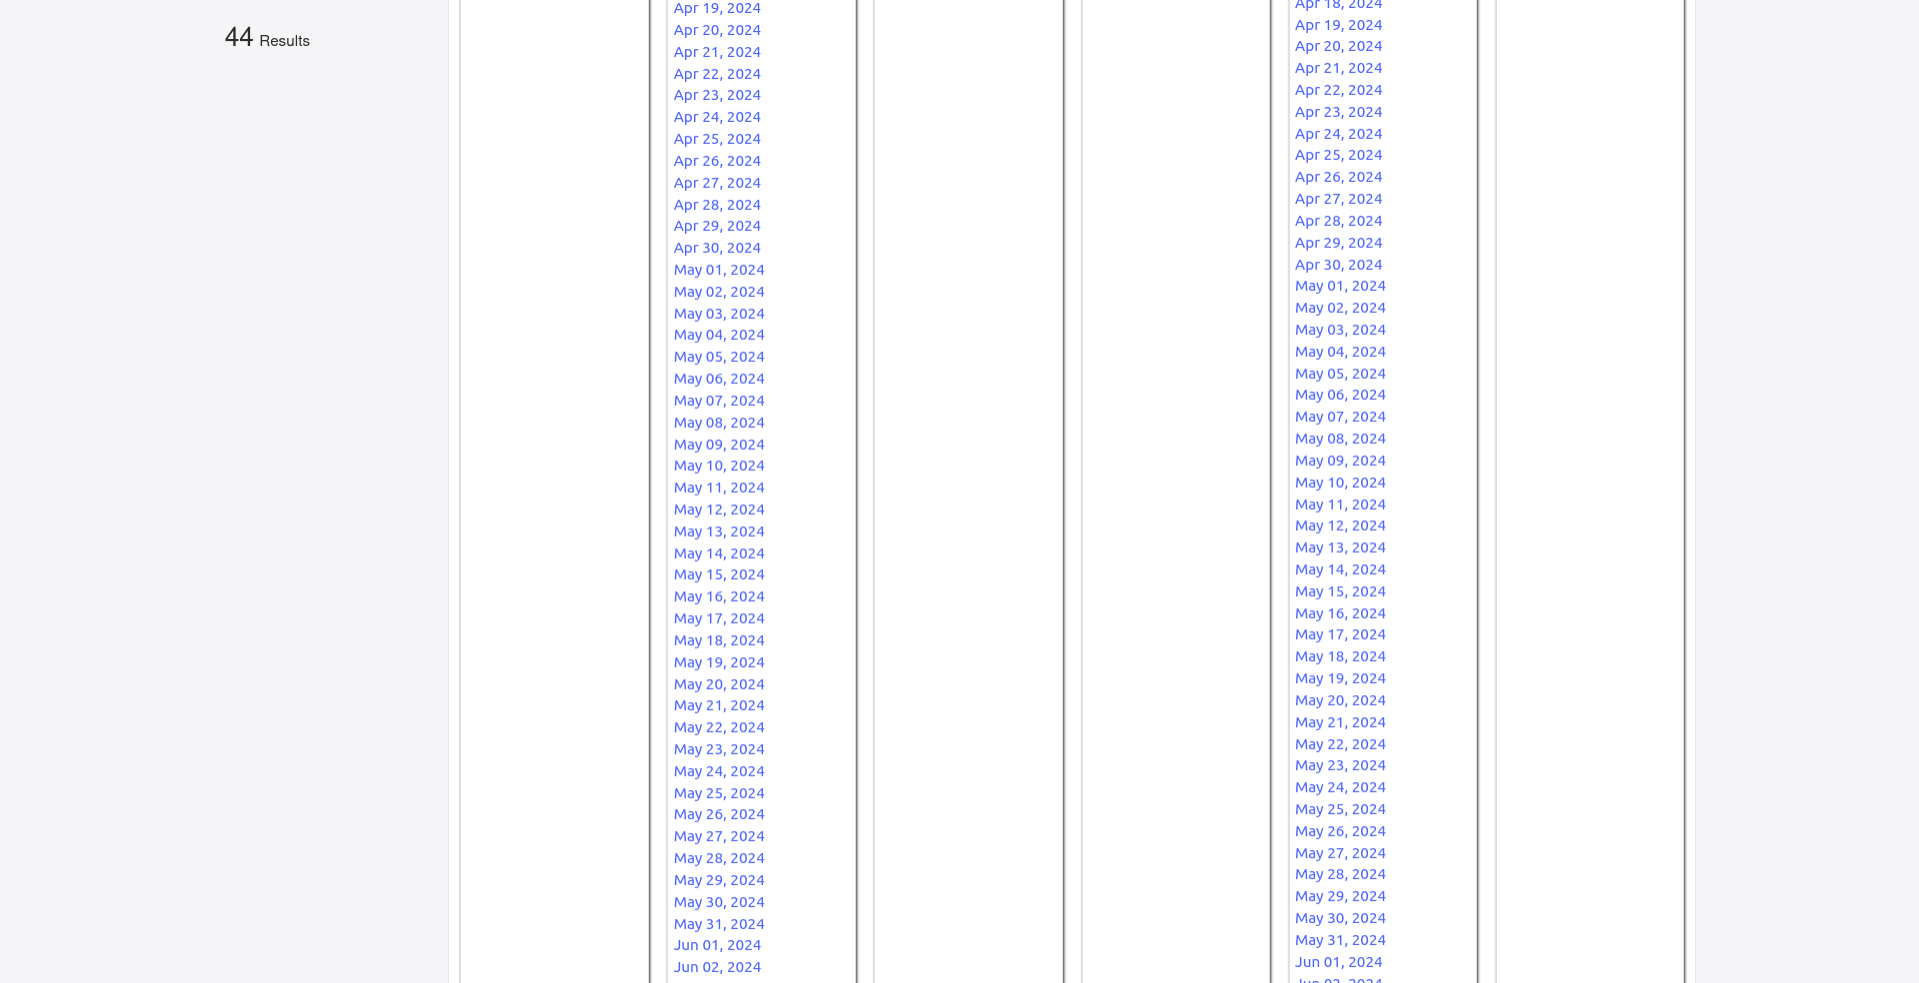 44 Results
Apr 19, 2024
Apr 20, 2024
Apr 21, 2024
Apr 22, 2024
Apr 23, 2024
Apr 24, 2024
Apr 25, 2024
Apr 26, 2024
Apr 27, 2024
Apr 28, 2024
Apr 29, 2024
Apr 30, 2024
May 01, 2024
May 02, 2024
May 03, 2024
May 04, 2024
May 05, 2024
May 06, 2024
May 07, 2024
May 08, 2024
May 09, 2024
May 10, 2024
May 11, 2024
May 12, 2024
May 13, 2024
May 14, 2024
May 15, 2024
May 16, 2024
May 17, 2024
May 18, 2024
May 19, 2024
May 20, 2024
May 21, 2024
May 22, 2024
May 23, 2024
May 24, 2024
May 25, 2024
May 26, 2024
May 27, 2024
May 28, 2024
May 29, 2024
May 30, 2024
May 31, 2024
Jun 01, 2024
Jun 02, 2024
Apr 18, 2024
Apr 19, 2024
Apr 20, 2024
Apr 21, 2024
Apr 22, 2024
Apr 23, 2024
Apr 24, 2024
Apr 25, 2024
Apr 26, 2024
Apr 27, 2024
Apr 28, 2024
Apr 29, 2024
Apr 30, 2024
May 01, 2024
May 02, 2024
May 03, 2024
May 04, 2024
May 05, 2024
May 06, 2024
May 07, 2024
May 08, 2024
May 09, 2024
May 10, 2024
May 11, 2024
May 12, 2024
May 13, 2024
May 14, 2024
May 15, 2024
May 16, 2024
May 17, 2024
May 18, 2024
May 19, 2024
May 20, 2024
May 21, 2024
May 22, 2024
May 23, 2024
May 24, 2024
May 25, 2024
May 26, 2024
May 27, 2024
May 28, 2024
May 29, 2024
May 30, 2024
May 31, 2024
Jun 01, 2024